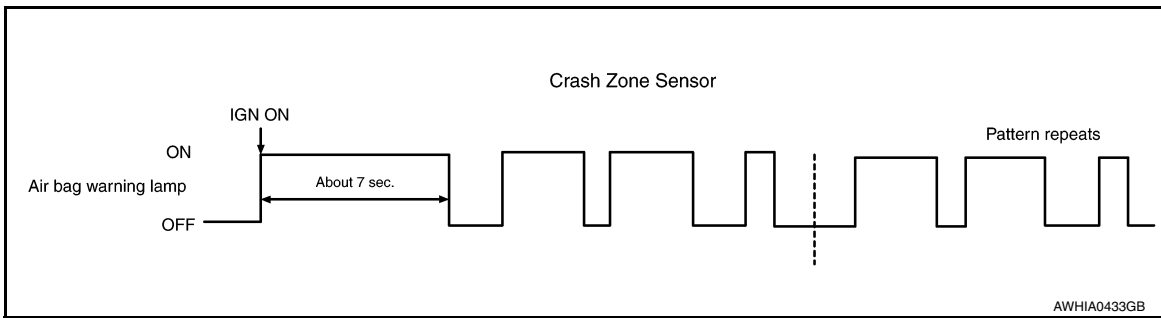 Crash Zone Sensor
IGN ON
Pattern repeats
ON
Air bag warning lamp
About 7 sec.
OFF
AWHIA0433GB